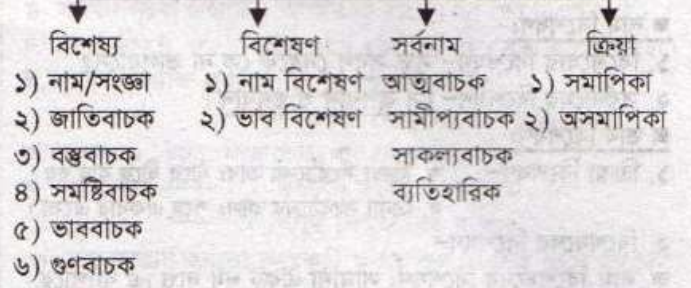 বিশেষ্য বিশেষণ সর্বনাম ক্রিয়া
১) নাম/সংজ্ঞা ১) নাম বিশেষণ আত্মবাচক ১) সমাপিকা
২) জাতিবাচক ২) ভাব বিশেষণ সামীপ্যবাচক ২) অসমাপিকা
৩) বস্তুবাচক সাকল্যবাচক
৪) সমষ্টিবাচক ব্যতিহারিক
৫) ভাববাচক
৬) গুণবাচক